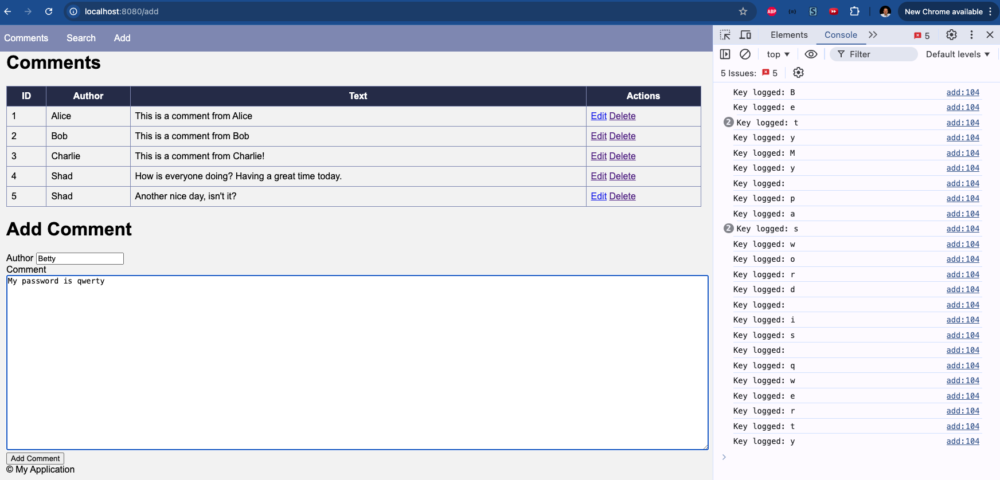 localhost:8080/add
ABP
New Chrome available
Comments Search Add
Comments
ID Author Text Actions
1 Alice This is a comment from Alice Edit Delete
2 Bob This is a comment from Bob Edit Delete
3 Charlie This is a comment from Charlie! Edit Delete
4 Shad How is everyone doing? Having a great time today. Edit Delete
5 Shad Another nice day, isn't it? Edit Delete
Add Comment
Author Betty
Comment
My password is qwerty
Add Comment
© My Application
Elements Console 5
top Filter Default levels
5 Issues: 5
Key logged: B add:104
Key logged: e add:104
2 Key logged: t add:104
Key logged: y add:104
Key logged: M add:104
Key logged: y add:104
Key logged: add:104
Key logged: p add:104
Key logged: a add:104
2 Key logged: s add:104
Key logged: w add:104
Key logged: o add:104
Key logged: r add:104
Key logged: d add:104
Key logged: add:104
Key logged: i add:104
Key logged: s add:104
Key logged: add:104
Key logged: q add:104
Key logged: w add:104
Key logged: e add:104
Key logged: r add:104
Key logged: t add:104
Key logged: y add:104